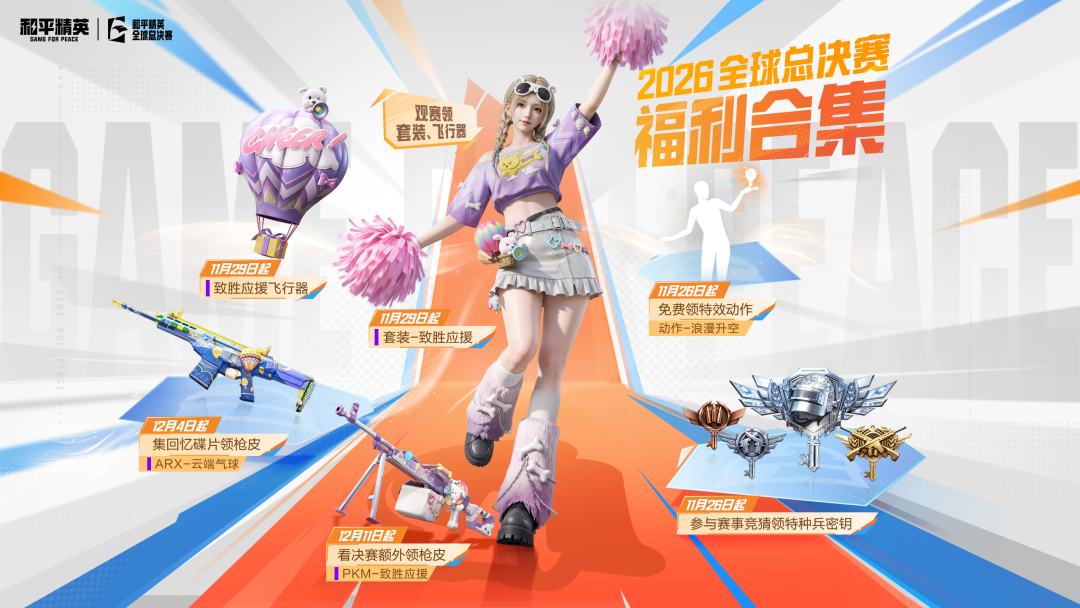 和平精英
GAME FOR PEACE
和平精英
全球总决赛
2026全球总决赛
福利合集
观赛领
套装、飞行器
CHEER!
GAME FOR PEACE
11月29日起
致胜应援飞行器
11月29日起
套装-致胜应援
11月26日起
免费领特效动作
动作-浪漫升空
12月4日起
集回忆碟片领枪皮
ARX-云端气球
12月11日起
看决赛额外领枪皮
PKM-致胜应援
11月26日起
参与赛事竞猜领特种兵密钥